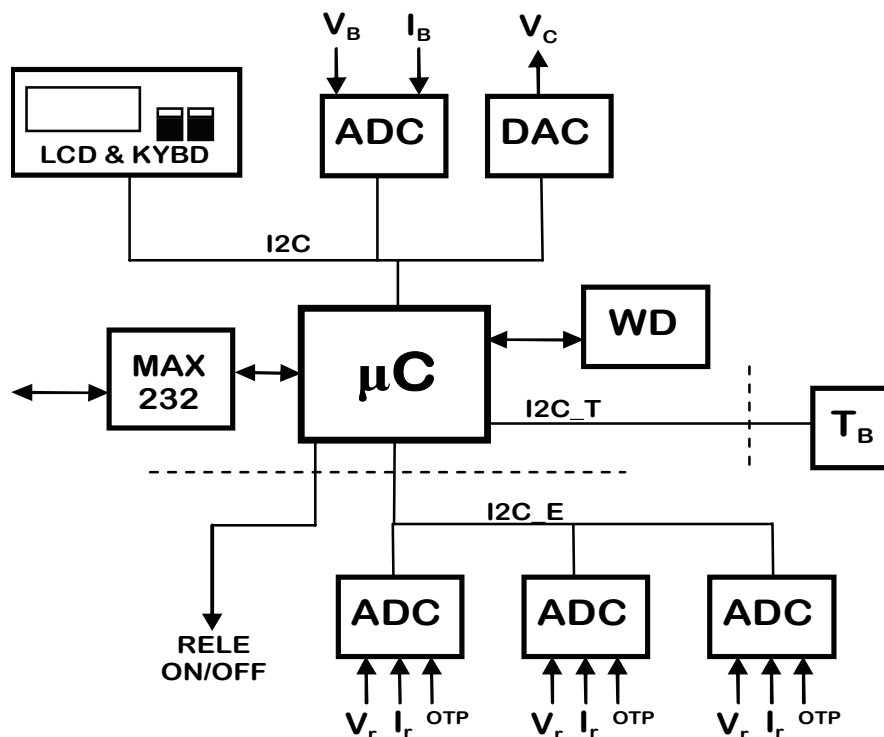 V_B I_B V_C
LCD & KYBD
ADC
DAC
I2C
MAX
232
μC
WD
I2C_T
T_B
I2C_E
RELE
ON/OFF
ADC
ADC
ADC
V_r I_r OTP
V_r I_r OTP
V_r I_r OTP